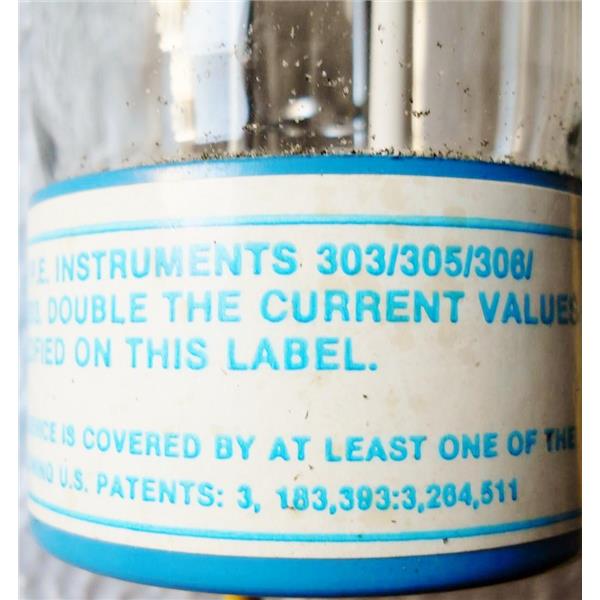 .E. INSTRUMENTS 303/305/306/
DOUBLE THE CURRENT VALUES
FIED ON THIS LABEL.
IS COVERED BY AT LEAST ONE OF THE
U.S. PATENTS: 3, 183,393:3,264,511